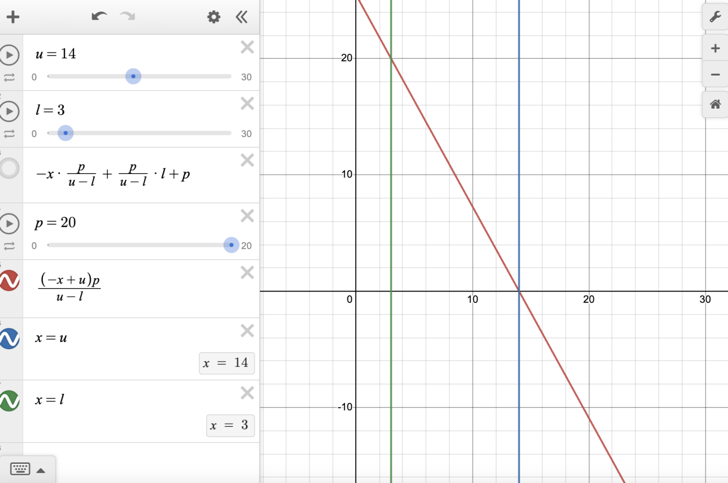 u = 14
0 30
l = 3
0 30
−x · p/(u − l) + p/(u − l) · l + p
p = 20
0 20
(−x + u)p/(u − l)
x = u
x = 14
x = l
x = 3
20
10
0 10 20 30
-10